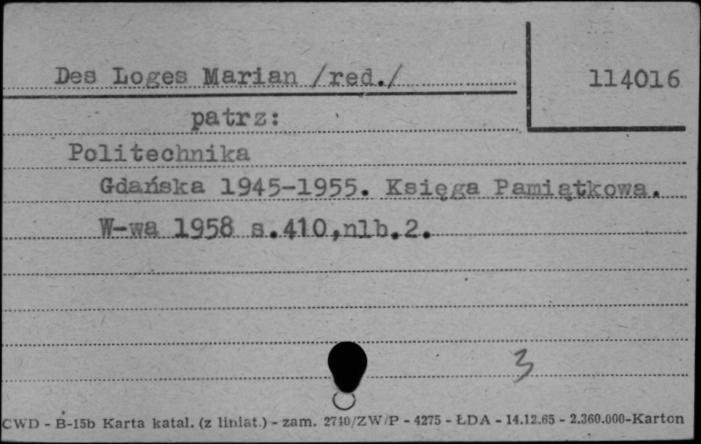 Des Loges Marian /red./
114016
patrz:
Politechnika
Gdańska 1945-1955. Księga Pamiątkowa.
W-wa 1958 s.410,nlb.2.
3
CWD - B-15b Karta katal. (z liniat.) - zam. 2740/ZW/P - 4275 - ŁDA - 14.12.65 - 2.360.000-Karton